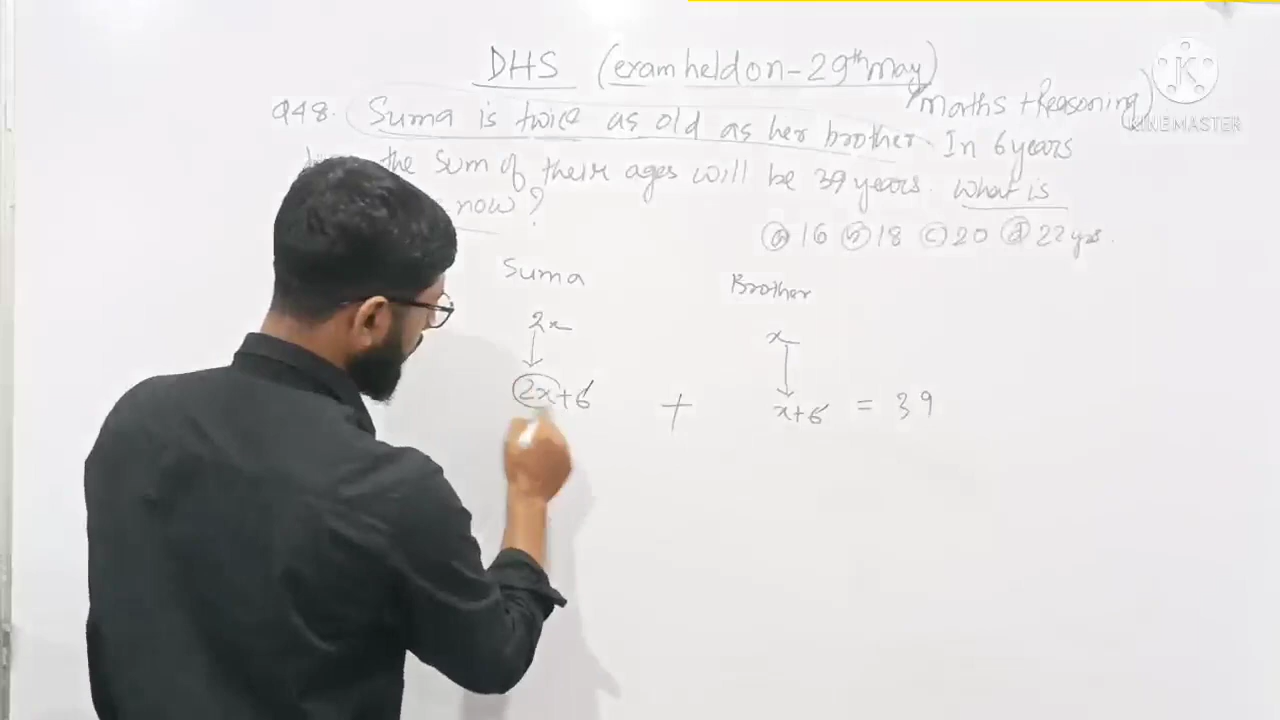 DHS (exam held on - 29th May)
Maths + Reasoning)
Q48. Suma is twice as old as her brother. In 6 years
the sum of their ages will be 39 years. What is
now?
(a) 16 (b) 18 (c) 20 (d) 22 yrs.
Suma Brother
2x x
2x+6 + x+6 = 39
K
KINEMASTER